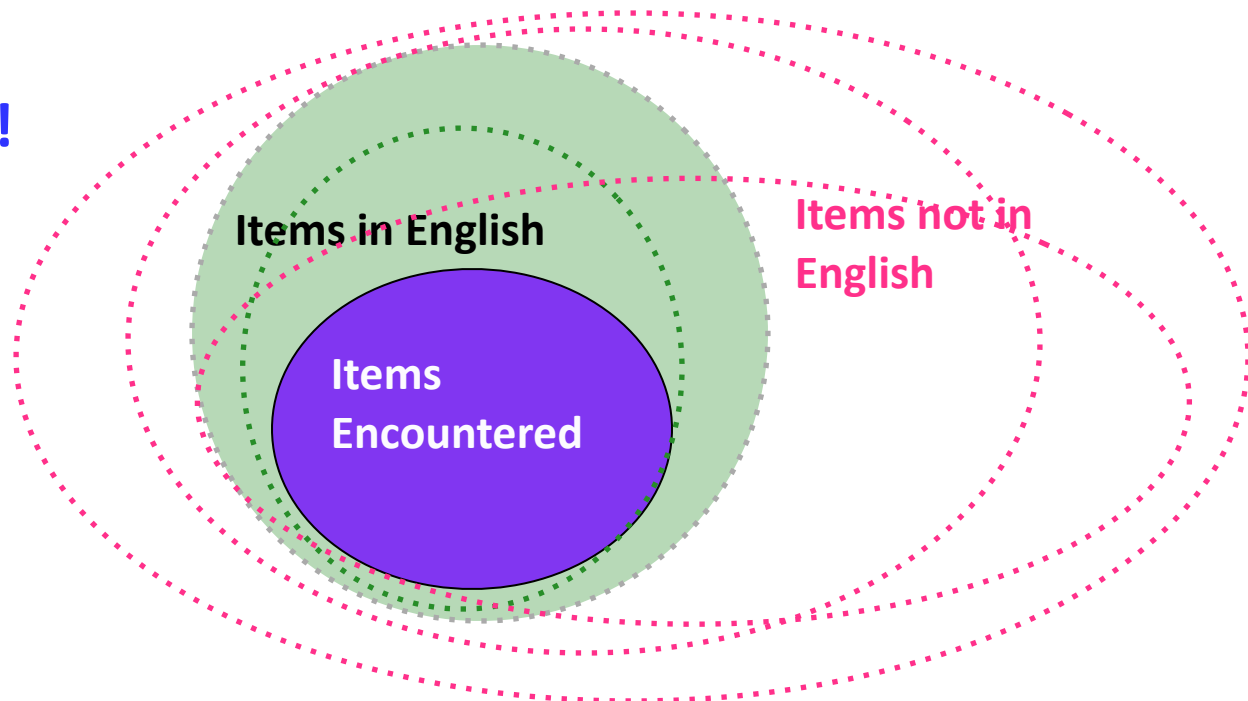 !
Items in English
Items not in
English
Items
Encountered